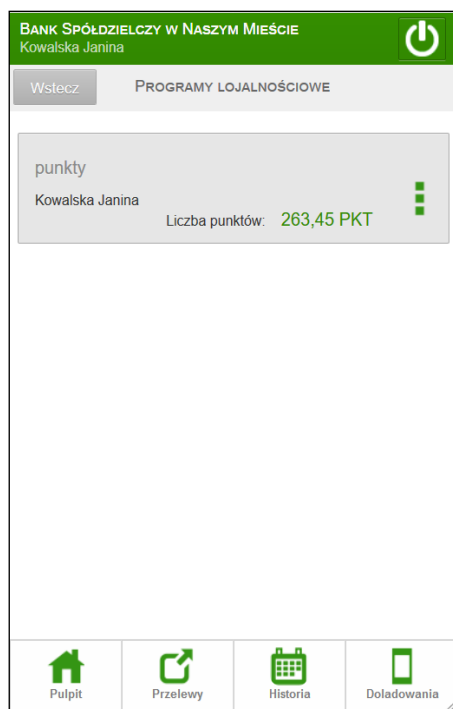 Bank Spółdzielczy w Naszym Mieście
Kowalska Janina
Wstecz Programy lojalnościowe
punkty
Kowalska Janina
Liczba punktów: 263,45 PKT
Pulpit Przelewy Historia Doladowania